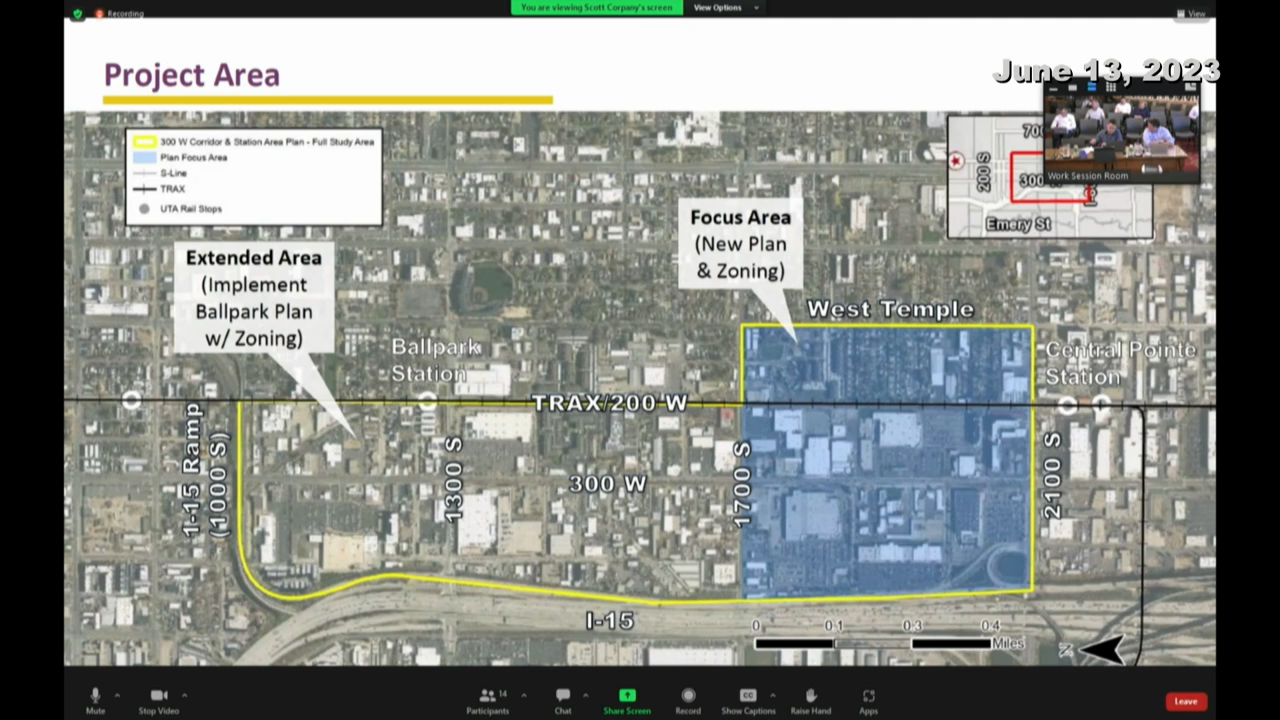 Recording
You are viewing Scott Corpany's screen
View Options
View
Project Area
June 13, 2023
300 W Corridor & Station Area Plan - Full Study Area
Plan Focus Area
S-Line
TRAX
UTA Rail Stops
200 S
300
Emery St
Work Session Room
Focus Area
(New Plan
& Zoning)
Extended Area
(Implement
Ballpark Plan
w/ Zoning)
West Temple
Ballpark
Station
Central Pointe
Station
TRAX/200 W
1-15 Ramp
(1000 S)
1300 S
300 W
1700 S
2100 S
I-15
0 0.1 0.3 0.4
Miles
N
Mute
Stop Video
Participants
14
Chat
Share Screen
Record
CC
Show Captions
Raise Hand
Apps
Leave